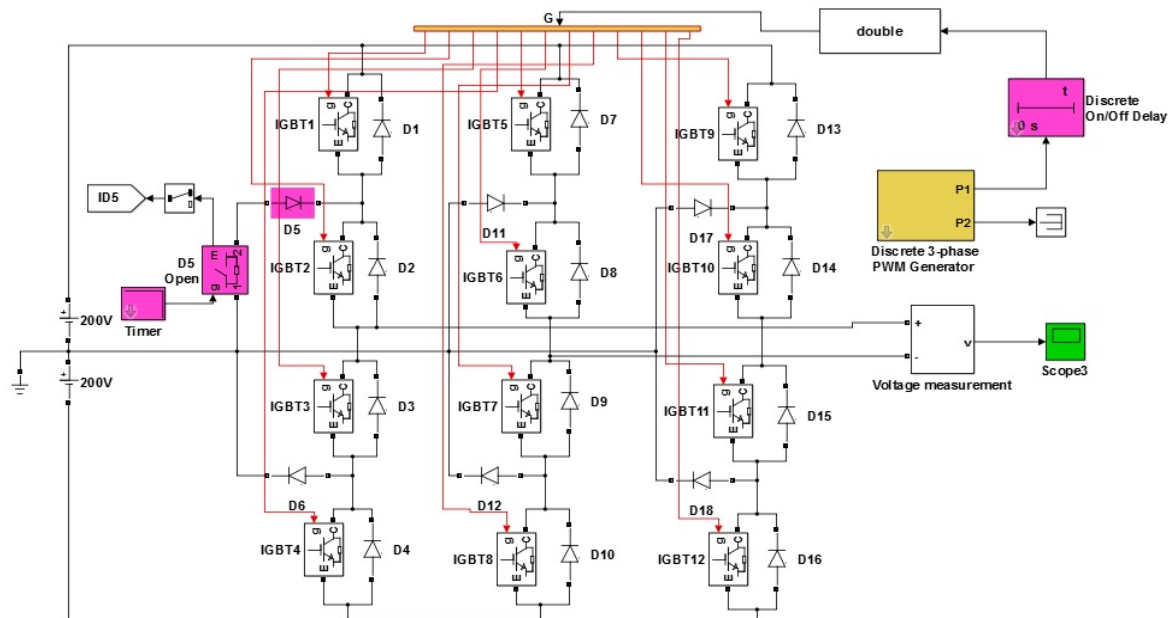 G
double
t
0 s
Discrete
On/Off Delay
g
C
E
IGBT1
D1
g
C
E
IGBT5
D7
g
C
E
IGBT9
D13
P1
P2
Discrete 3-phase
PWM Generator
ID5
D5
D11
D17
E
2
g
1
D5
Open
Timer
g
C
E
IGBT2
D2
g
C
E
IGBT6
D8
g
C
E
IGBT10
D14
+
200V
+
200V
+
-
v
Voltage measurement
Scope3
g
C
E
IGBT3
D3
g
C
E
IGBT7
D9
g
C
E
IGBT11
D15
D6
D12
D18
g
C
E
IGBT4
D4
g
C
E
IGBT8
D10
g
C
E
IGBT12
D16